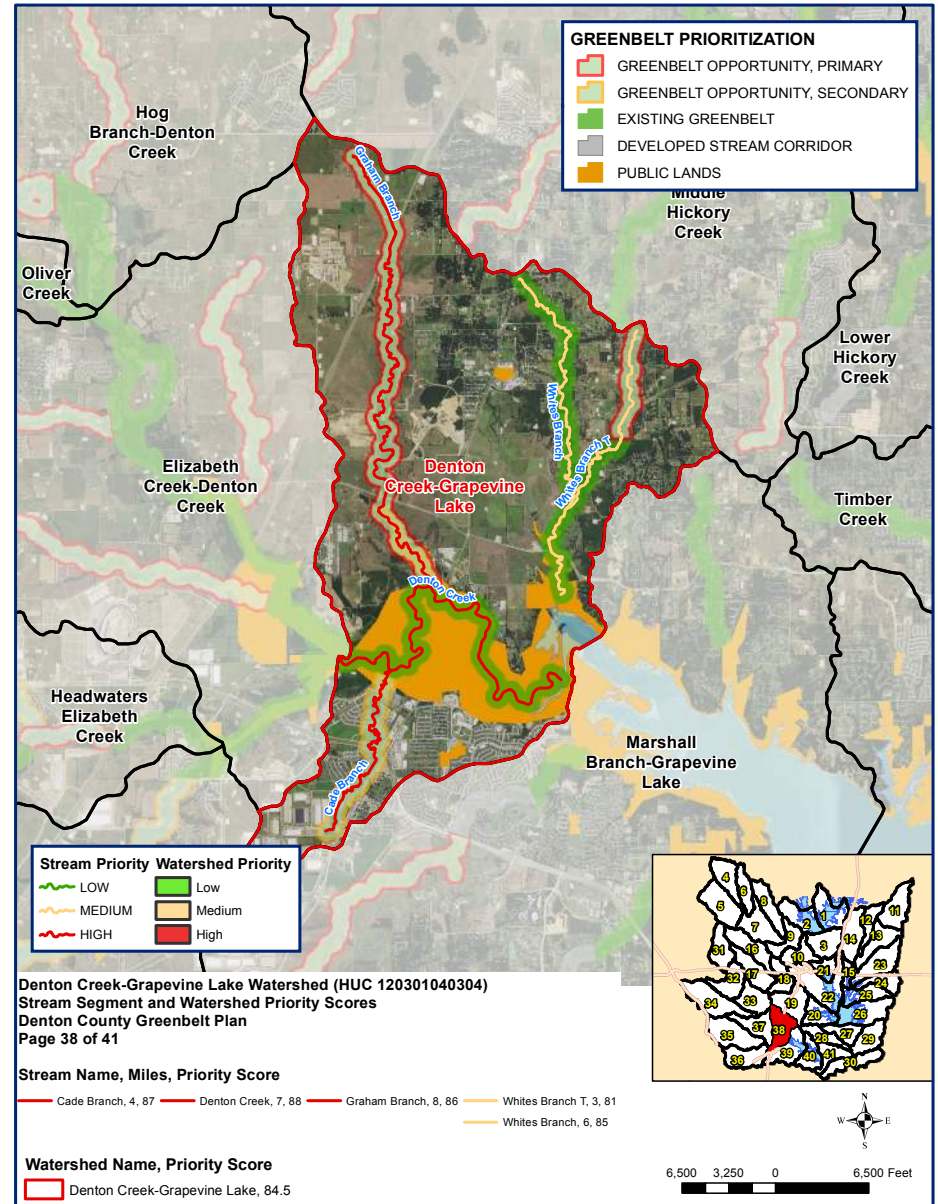 GREENBELT PRIORITIZATION
GREENBELT OPPORTUNITY, PRIMARY
GREENBELT OPPORTUNITY, SECONDARY
EXISTING GREENBELT
DEVELOPED STREAM CORRIDOR
PUBLIC LANDS
Hog
Branch-Denton
Creek
Middle
Hickory
Creek
Oliver
Creek
Lower
Hickory
Creek
Graham Branch
Whites Branch
Whites Branch T
Denton
Creek-Grapevine
Lake
Elizabeth
Creek-Denton
Creek
Timber
Creek
Denton Creek
Headwaters
Elizabeth
Creek
Marshall
Branch-Grapevine
Lake
Cade Branch
Stream Priority Watershed Priority
LOW Low
MEDIUM Medium
HIGH High
4
6
8
5
1
2
11
12
7
9
14
13
3
31
16
10
23
32
17
18
21
15
24
34
33
19
22
25
20
26
35
37
38
28
27
29
36
39
40
41
30
Denton Creek-Grapevine Lake Watershed (HUC 120301040304)
Stream Segment and Watershed Priority Scores
Denton County Greenbelt Plan
Page 38 of 41
Stream Name, Miles, Priority Score
Cade Branch, 4, 87 Denton Creek, 7, 88 Graham Branch, 8, 86 Whites Branch T, 3, 81
Whites Branch, 6, 85
N
W E
S
Watershed Name, Priority Score
Denton Creek-Grapevine Lake, 84.5
6,500 3,250 0 6,500 Feet